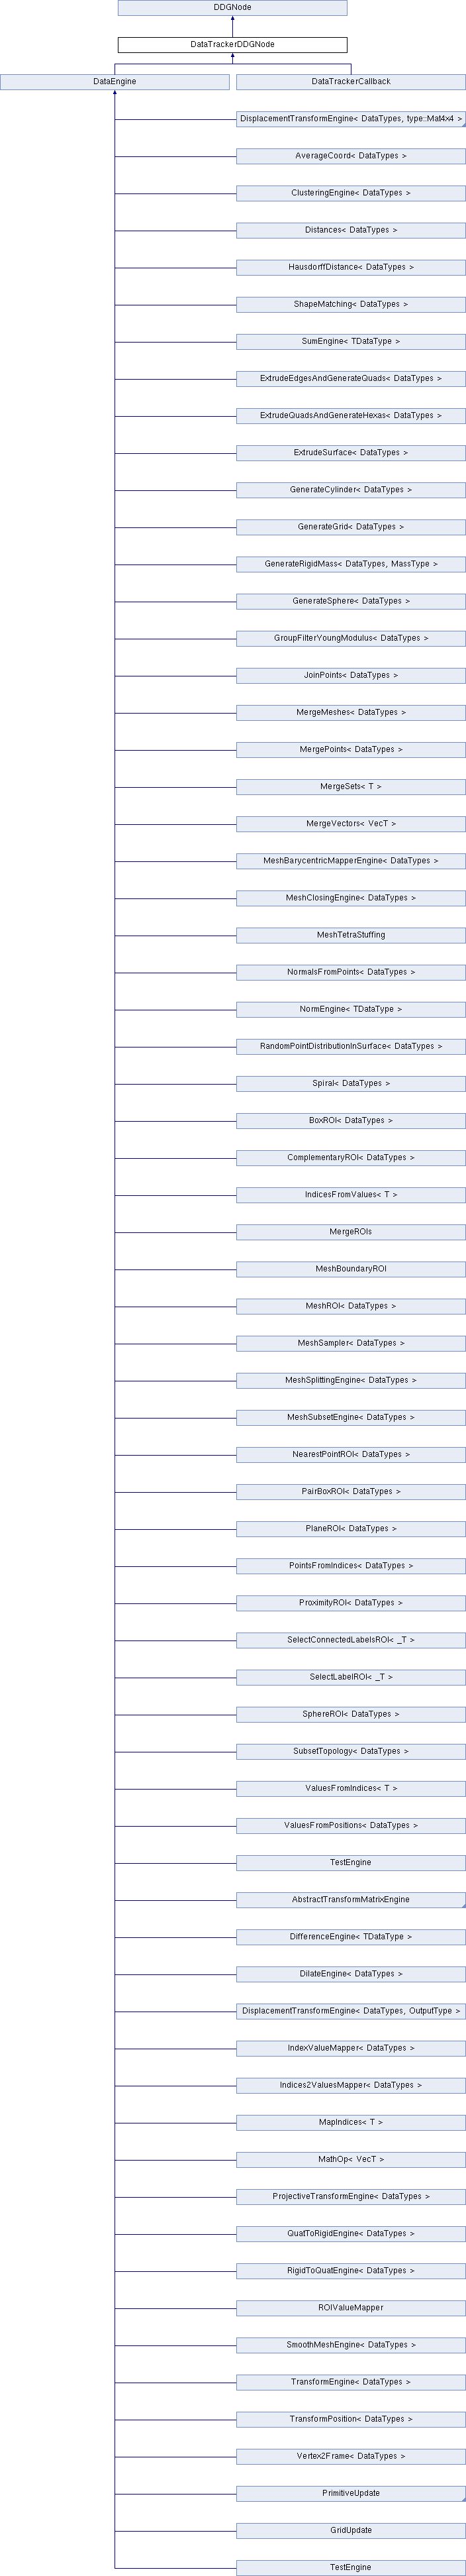 DDGNode
DataTrackerDDGNode
DataEngine
DataTrackerCallback
DisplacementTransformEngine< DataTypes, type::Mat4x4 >
AverageCoord< DataTypes >
ClusteringEngine< DataTypes >
Distances< DataTypes >
HausdorffDistance< DataTypes >
ShapeMatching< DataTypes >
SumEngine< TDataType >
ExtrudeEdgesAndGenerateQuads< DataTypes >
ExtrudeQuadsAndGenerateHexas< DataTypes >
ExtrudeSurface< DataTypes >
GenerateCylinder< DataTypes >
GenerateGrid< DataTypes >
GenerateRigidMass< DataTypes, MassType >
GenerateSphere< DataTypes >
GroupFilterYoungModulus< DataTypes >
JoinPoints< DataTypes >
MergeMeshes< DataTypes >
MergePoints< DataTypes >
MergeSets< T >
MergeVectors< VecT >
MeshBarycentricMapperEngine< DataTypes >
MeshClosingEngine< DataTypes >
MeshTetraStuffing
NormalsFromPoints< DataTypes >
NormEngine< TDataType >
RandomPointDistributionInSurface< DataTypes >
Spiral< DataTypes >
BoxROI< DataTypes >
ComplementaryROI< DataTypes >
IndicesFromValues< T >
MergeROIs
MeshBoundaryROI
MeshROI< DataTypes >
MeshSampler< DataTypes >
MeshSplittingEngine< DataTypes >
MeshSubsetEngine< DataTypes >
NearestPointROI< DataTypes >
PairBoxROI< DataTypes >
PlaneROI< DataTypes >
PointsFromIndices< DataTypes >
ProximityROI< DataTypes >
SelectConnectedLabelsROI< _T >
SelectLabelROI< _T >
SphereROI< DataTypes >
SubsetTopology< DataTypes >
ValuesFromIndices< T >
ValuesFromPositions< DataTypes >
TestEngine
AbstractTransformMatrixEngine
DifferenceEngine< TDataType >
DilateEngine< DataTypes >
DisplacementTransformEngine< DataTypes, OutputType >
IndexValueMapper< DataTypes >
Indices2ValuesMapper< DataTypes >
MapIndices< T >
MathOp< VecT >
ProjectiveTransformEngine< DataTypes >
QuatToRigidEngine< DataTypes >
RigidToQuatEngine< DataTypes >
ROIValueMapper
SmoothMeshEngine< DataTypes >
TransformEngine< DataTypes >
TransformPosition< DataTypes >
Vertex2Frame< DataTypes >
PrimitiveUpdate
GridUpdate
TestEngine